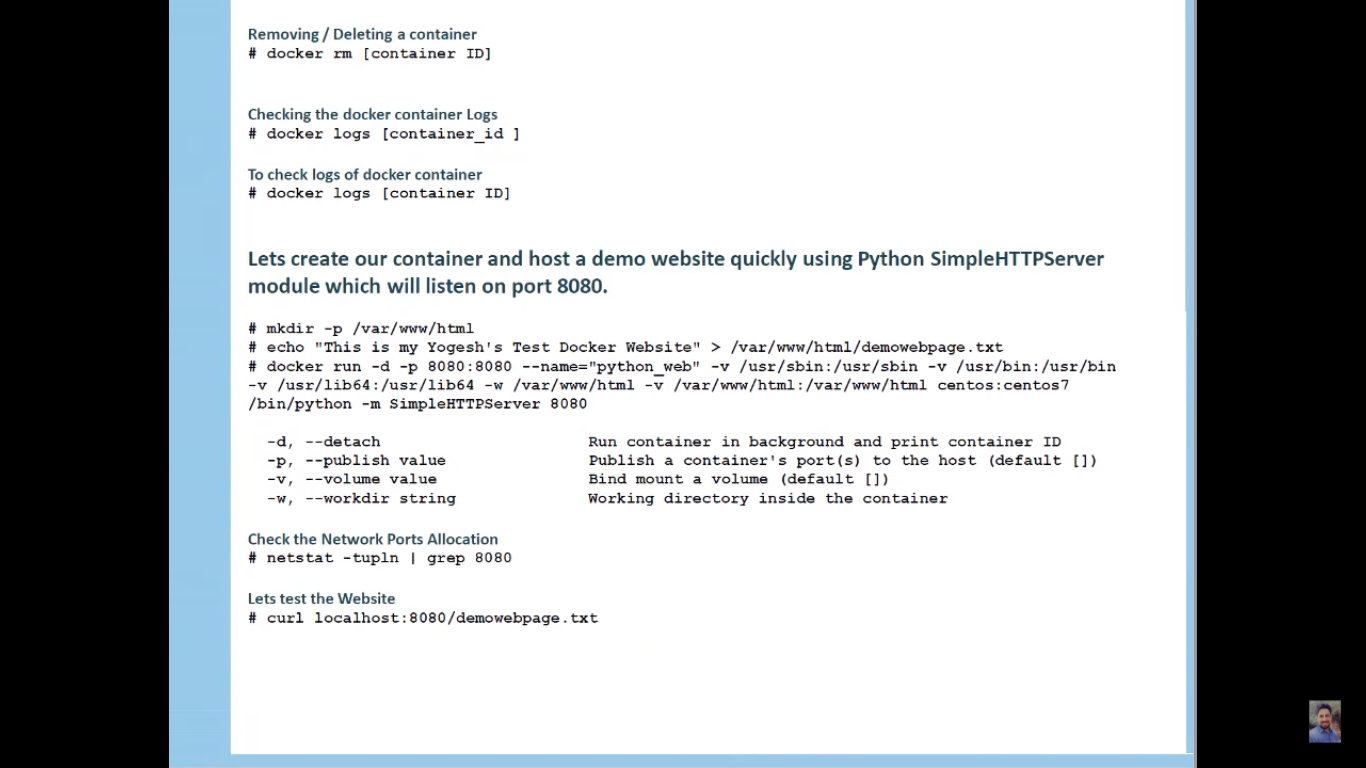 Removing / Deleting a container
# docker rm [container ID]
Checking the docker container Logs
# docker logs [container_id ]
To check logs of docker container
# docker logs [container ID]
Lets create our container and host a demo website quickly using Python SimpleHTTPServer
module which will listen on port 8080.
# mkdir -p /var/www/html
# echo "This is my Yogesh's Test Docker Website" > /var/www/html/demowebpage.txt
# docker run -d -p 8080:8080 --name="python_web" -v /usr/sbin:/usr/sbin -v /usr/bin:/usr/bin
-v /usr/lib64:/usr/lib64 -w /var/www/html -v /var/www/html:/var/www/html centos:centos7
/bin/python -m SimpleHTTPServer 8080
-d, --detach Run container in background and print container ID
-p, --publish value Publish a container's port(s) to the host (default [])
-v, --volume value Bind mount a volume (default [])
-w, --workdir string Working directory inside the container
Check the Network Ports Allocation
# netstat -tupln | grep 8080
Lets test the Website
# curl localhost:8080/demowebpage.txt